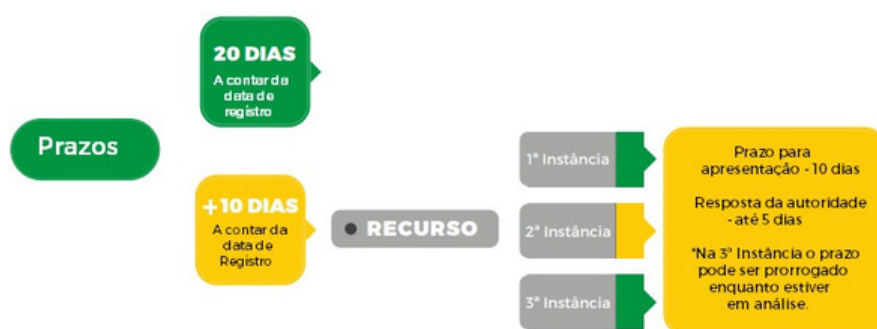 Prazos
20 DIAS
A contar da
data de
registro
+10 DIAS
A contar da
data de
Registro
RECURSO
1ª Instância
2ª Instância
3ª Instância
Prazo para
apresentação - 10 dias
Resposta da autoridade
- até 5 dias
*Na 3ª Instância o prazo
pode ser prorrogado
enquanto estiver
em análise.